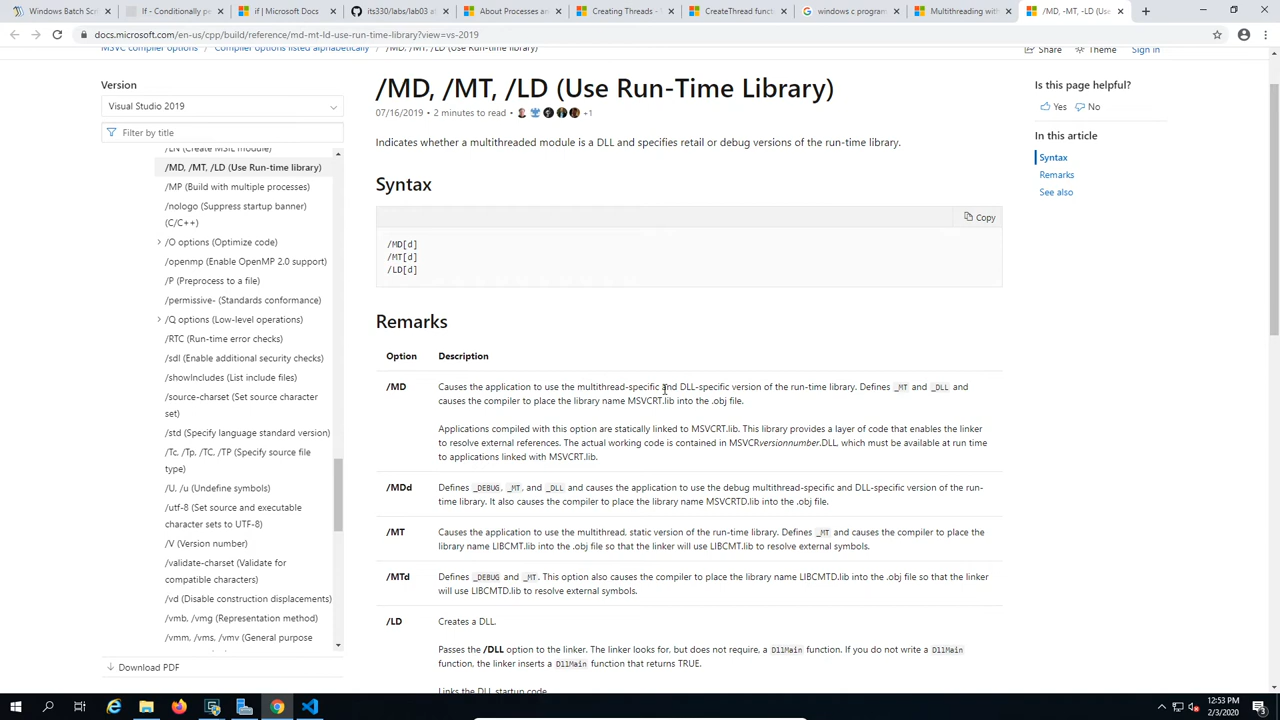 Windows Batch Scr
If - Conditionally pe
if | Microsoft Docs
its330/labs/lab03 at
About Processes an
Creating Threads - 
CreateThread func
windows c program
Multithreading with
/MD, -MT, -LD (Use
docs.microsoft.com/en-us/cpp/build/reference/md-mt-ld-use-run-time-library?view=vs-2019
MSVC compiler options / Compiler options listed alphabetically / /MD, /MT, /LD (Use Run-Time Library)
Share
Theme
Sign in
Version
Visual Studio 2019
Filter by title
/LN (Create MSIL module)
/MD, /MT, /LD (Use Run-time library)
/MP (Build with multiple processes)
/nologo (Suppress startup banner)
(C/C++)
/O options (Optimize code)
/openmp (Enable OpenMP 2.0 support)
/P (Preprocess to a file)
/permissive- (Standards conformance)
/Q options (Low-level operations)
/RTC (Run-time error checks)
/sdl (Enable additional security checks)
/showIncludes (List include files)
/source-charset (Set source character
set)
/std (Specify language standard version)
/Tc, /Tp, /TC, /TP (Specify source file
type)
/U, /u (Undefine symbols)
/utf-8 (Set source and executable
character sets to UTF-8)
/V (Version number)
/validate-charset (Validate for
compatible characters)
/vd (Disable construction displacements)
/vmb, /vmg (Representation method)
/vmm, /vms, /vmv (General purpose
Download PDF
/MD, /MT, /LD (Use Run-Time Library)
07/16/2019 • 2 minutes to read •
+1
Indicates whether a multithreaded module is a DLL and specifies retail or debug versions of the run-time library.
Syntax
Copy
/MD[d]
/MT[d]
/LD[d]
Remarks
Option Description
/MD Causes the application to use the multithread-specific and DLL-specific version of the run-time library. Defines _MT and _DLL and
causes the compiler to place the library name MSVCRT.lib into the .obj file.
Applications compiled with this option are statically linked to MSVCRT.lib. This library provides a layer of code that enables the linker
to resolve external references. The actual working code is contained in MSVCRversionnumber.DLL, which must be available at run time
to applications linked with MSVCRT.lib.
/MDd Defines _DEBUG, _MT, and _DLL and causes the application to use the debug multithread-specific and DLL-specific version of the run-
time library. It also causes the compiler to place the library name MSVCRTD.lib into the .obj file.
/MT Causes the application to use the multithread, static version of the run-time library. Defines _MT and causes the compiler to place the
library name LIBCMT.lib into the .obj file so that the linker will use LIBCMT.lib to resolve external symbols.
/MTd Defines _DEBUG and _MT. This option also causes the compiler to place the library name LIBCMTD.lib into the .obj file so that the linker
will use LIBCMTD.lib to resolve external symbols.
/LD Creates a DLL.
Passes the /DLL option to the linker. The linker looks for, but does not require, a DllMain function. If you do not write a DllMain
function, the linker inserts a DllMain function that returns TRUE.
Links the DLL startup code.
Is this page helpful?
Yes
No
In this article
Syntax
Remarks
See also
12:53 PM
2/3/2020
3